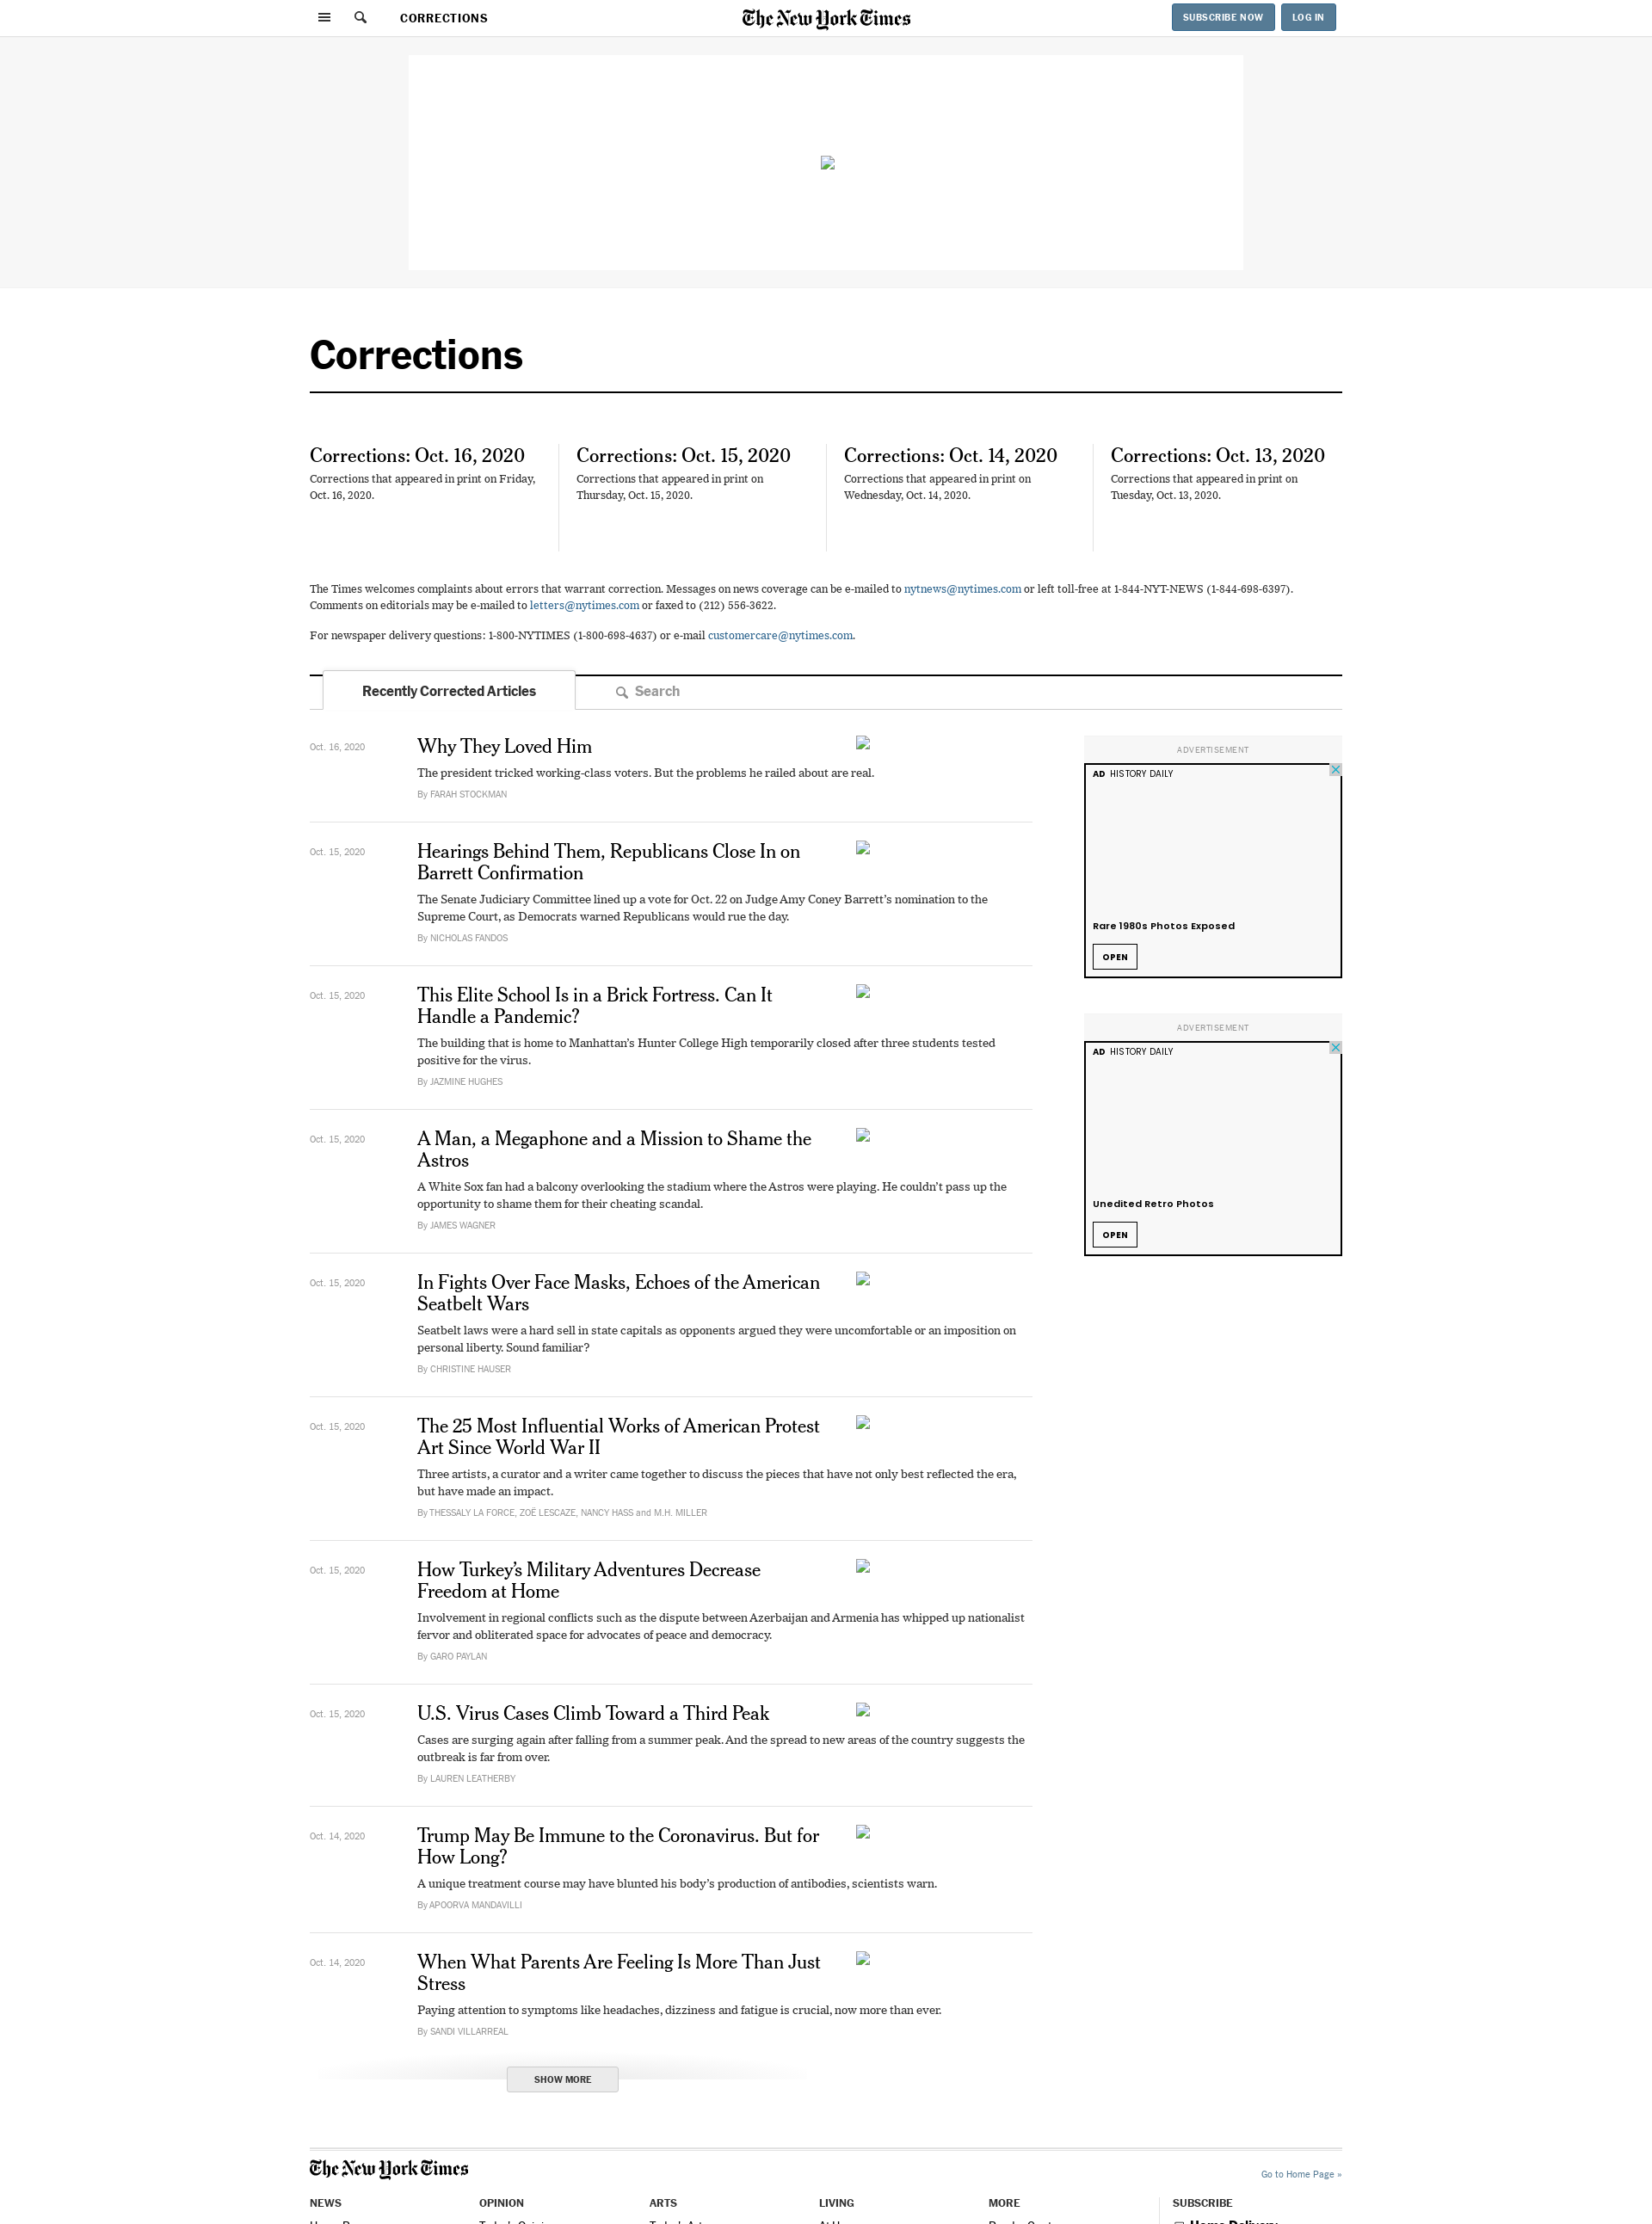 CORRECTIONS
The New York Times
SUBSCRIBE NOW
LOG IN
Corrections
Corrections: Oct. 16, 2020
Corrections that appeared in print on Friday,
Oct. 16, 2020.
Corrections: Oct. 15, 2020
Corrections that appeared in print on
Thursday, Oct. 15, 2020.
Corrections: Oct. 14, 2020
Corrections that appeared in print on
Wednesday, Oct. 14, 2020.
Corrections: Oct. 13, 2020
Corrections that appeared in print on
Tuesday, Oct. 13, 2020.
The Times welcomes complaints about errors that warrant correction. Messages on news coverage can be e-mailed to nytnews@nytimes.com or left toll-free at 1-844-NYT-NEWS (1-844-698-6397).
Comments on editorials may be e-mailed to letters@nytimes.com or faxed to (212) 556-3622.
For newspaper delivery questions: 1-800-NYTIMES (1-800-698-4637) or e-mail customercare@nytimes.com.
Recently Corrected Articles
Search
Oct. 16, 2020
Why They Loved Him
The president tricked working-class voters. But the problems he railed about are real.
By FARAH STOCKMAN
Oct. 15, 2020
Hearings Behind Them, Republicans Close In on
Barrett Confirmation
The Senate Judiciary Committee lined up a vote for Oct. 22 on Judge Amy Coney Barrett’s nomination to the
Supreme Court, as Democrats warned Republicans would rue the day.
By NICHOLAS FANDOS
Oct. 15, 2020
This Elite School Is in a Brick Fortress. Can It
Handle a Pandemic?
The building that is home to Manhattan’s Hunter College High temporarily closed after three students tested
positive for the virus.
By JAZMINE HUGHES
Oct. 15, 2020
A Man, a Megaphone and a Mission to Shame the
Astros
A White Sox fan had a balcony overlooking the stadium where the Astros were playing. He couldn’t pass up the
opportunity to shame them for their cheating scandal.
By JAMES WAGNER
Oct. 15, 2020
In Fights Over Face Masks, Echoes of the American
Seatbelt Wars
Seatbelt laws were a hard sell in state capitals as opponents argued they were uncomfortable or an imposition on
personal liberty. Sound familiar?
By CHRISTINE HAUSER
Oct. 15, 2020
The 25 Most Influential Works of American Protest
Art Since World War II
Three artists, a curator and a writer came together to discuss the pieces that have not only best reflected the era,
but have made an impact.
By THESSALY LA FORCE, ZOË LESCAZE, NANCY HASS and M.H. MILLER
Oct. 15, 2020
How Turkey’s Military Adventures Decrease
Freedom at Home
Involvement in regional conflicts such as the dispute between Azerbaijan and Armenia has whipped up nationalist
fervor and obliterated space for advocates of peace and democracy.
By GARO PAYLAN
Oct. 15, 2020
U.S. Virus Cases Climb Toward a Third Peak
Cases are surging again after falling from a summer peak. And the spread to new areas of the country suggests the
outbreak is far from over.
By LAUREN LEATHERBY
Oct. 14, 2020
Trump May Be Immune to the Coronavirus. But for
How Long?
A unique treatment course may have blunted his body’s production of antibodies, scientists warn.
By APOORVA MANDAVILLI
Oct. 14, 2020
When What Parents Are Feeling Is More Than Just
Stress
Paying attention to symptoms like headaches, dizziness and fatigue is crucial, now more than ever.
By SANDI VILLARREAL
SHOW MORE
ADVERTISEMENT
AD HISTORY DAILY
Rare 1980s Photos Exposed
OPEN
ADVERTISEMENT
AD HISTORY DAILY
Unedited Retro Photos
OPEN
The New York Times
Go to Home Page »
NEWS
OPINION
ARTS
LIVING
MORE
SUBSCRIBE